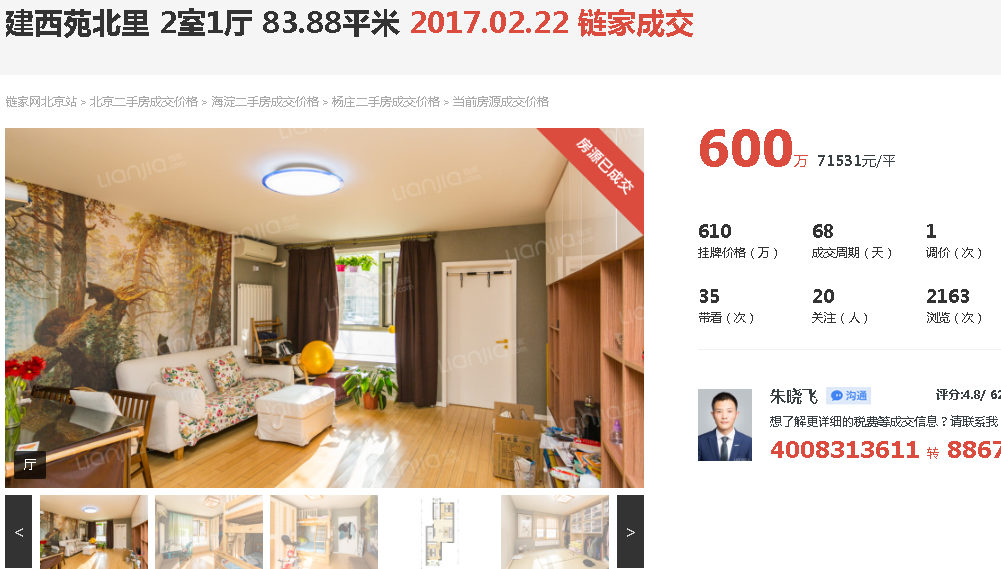 建西苑北里 2室1厅 83.88平米 2017.02.22 链家成交
链家网北京站 > 北京二手房成交价格 > 海淀二手房成交价格 > 杨庄二手房成交价格 > 当前房源成交价格
房源已成交
lianjia
lianjia
lianjia
lianjia
厅
<
>
600万 71531元/平
610 68 1
挂牌价格（万） 成交周期（天） 调价（次）
35 20 2163
带看（次） 关注（人） 浏览（次）
朱晓飞 沟通 评分:4.8/ 62
想了解更详细的税费等成交信息？请联系我
4008313611 转 8867